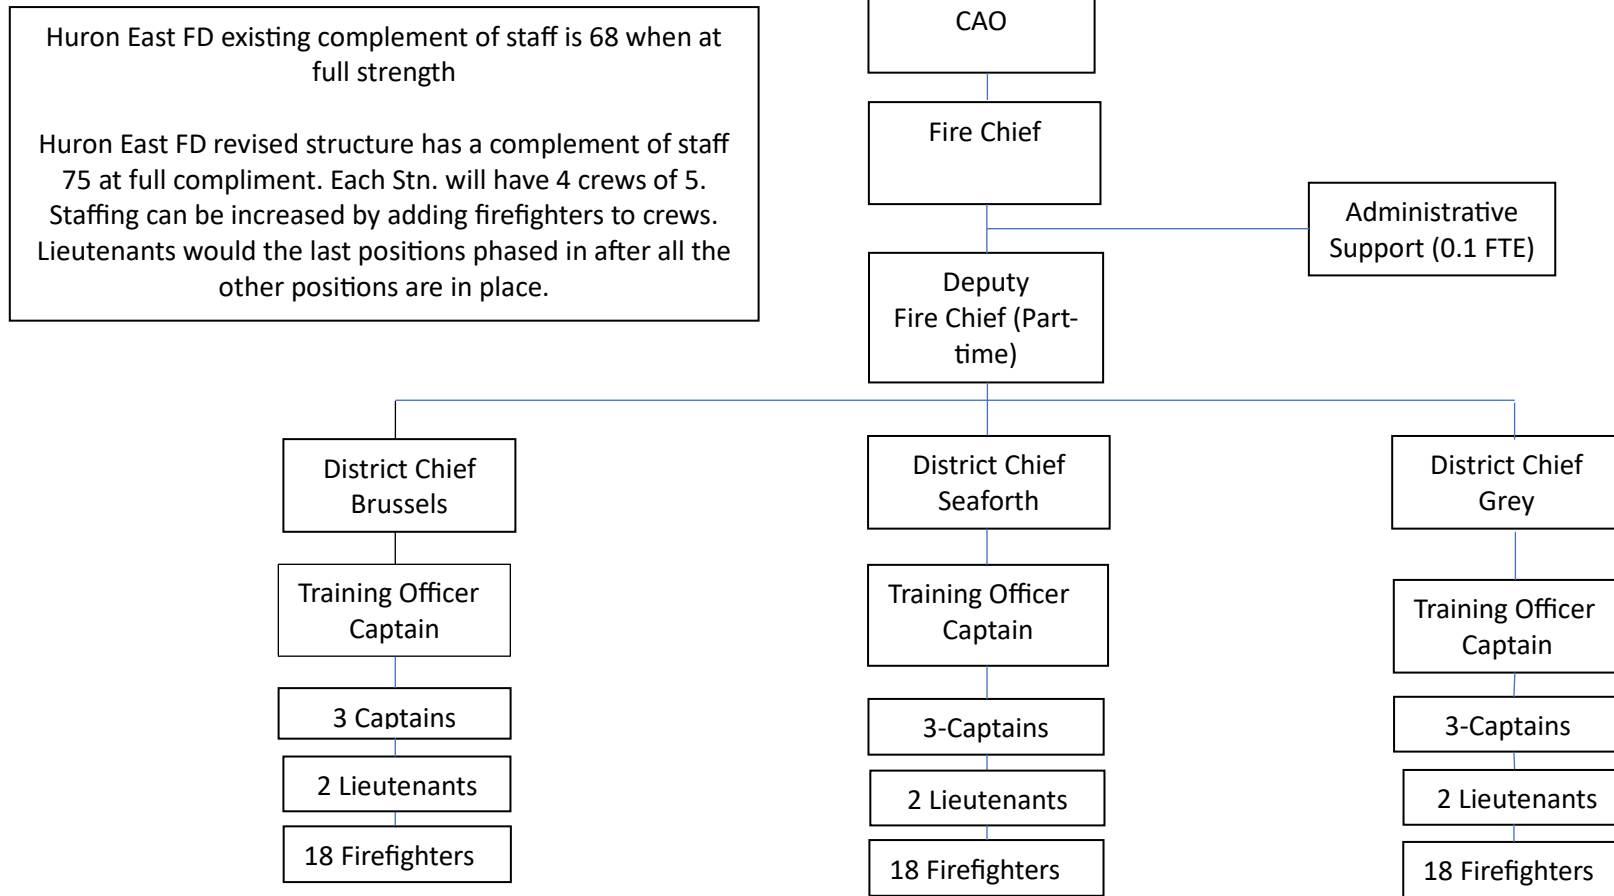 Huron East FD existing complement of staff is 68 when at
full strength
Huron East FD revised structure has a complement of staff
75 at full compliment. Each Stn. will have 4 crews of 5.
Staffing can be increased by adding firefighters to crews.
Lieutenants would the last positions phased in after all the
other positions are in place.
CAO
Fire Chief
Administrative
Support (0.1 FTE)
Deputy
Fire Chief (Part-
time)
District Chief
Brussels
Training Officer
Captain
3 Captains
2 Lieutenants
18 Firefighters
District Chief
Seaforth
Training Officer
Captain
3-Captains
2 Lieutenants
18 Firefighters
District Chief
Grey
Training Officer
Captain
3-Captains
2 Lieutenants
18 Firefighters